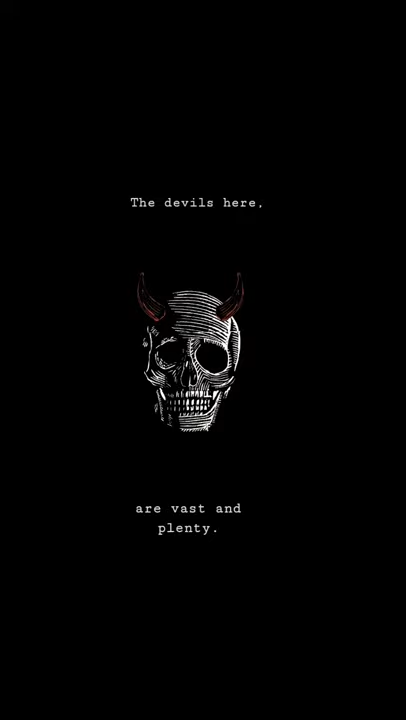 The devils here,
are vast and
plenty.